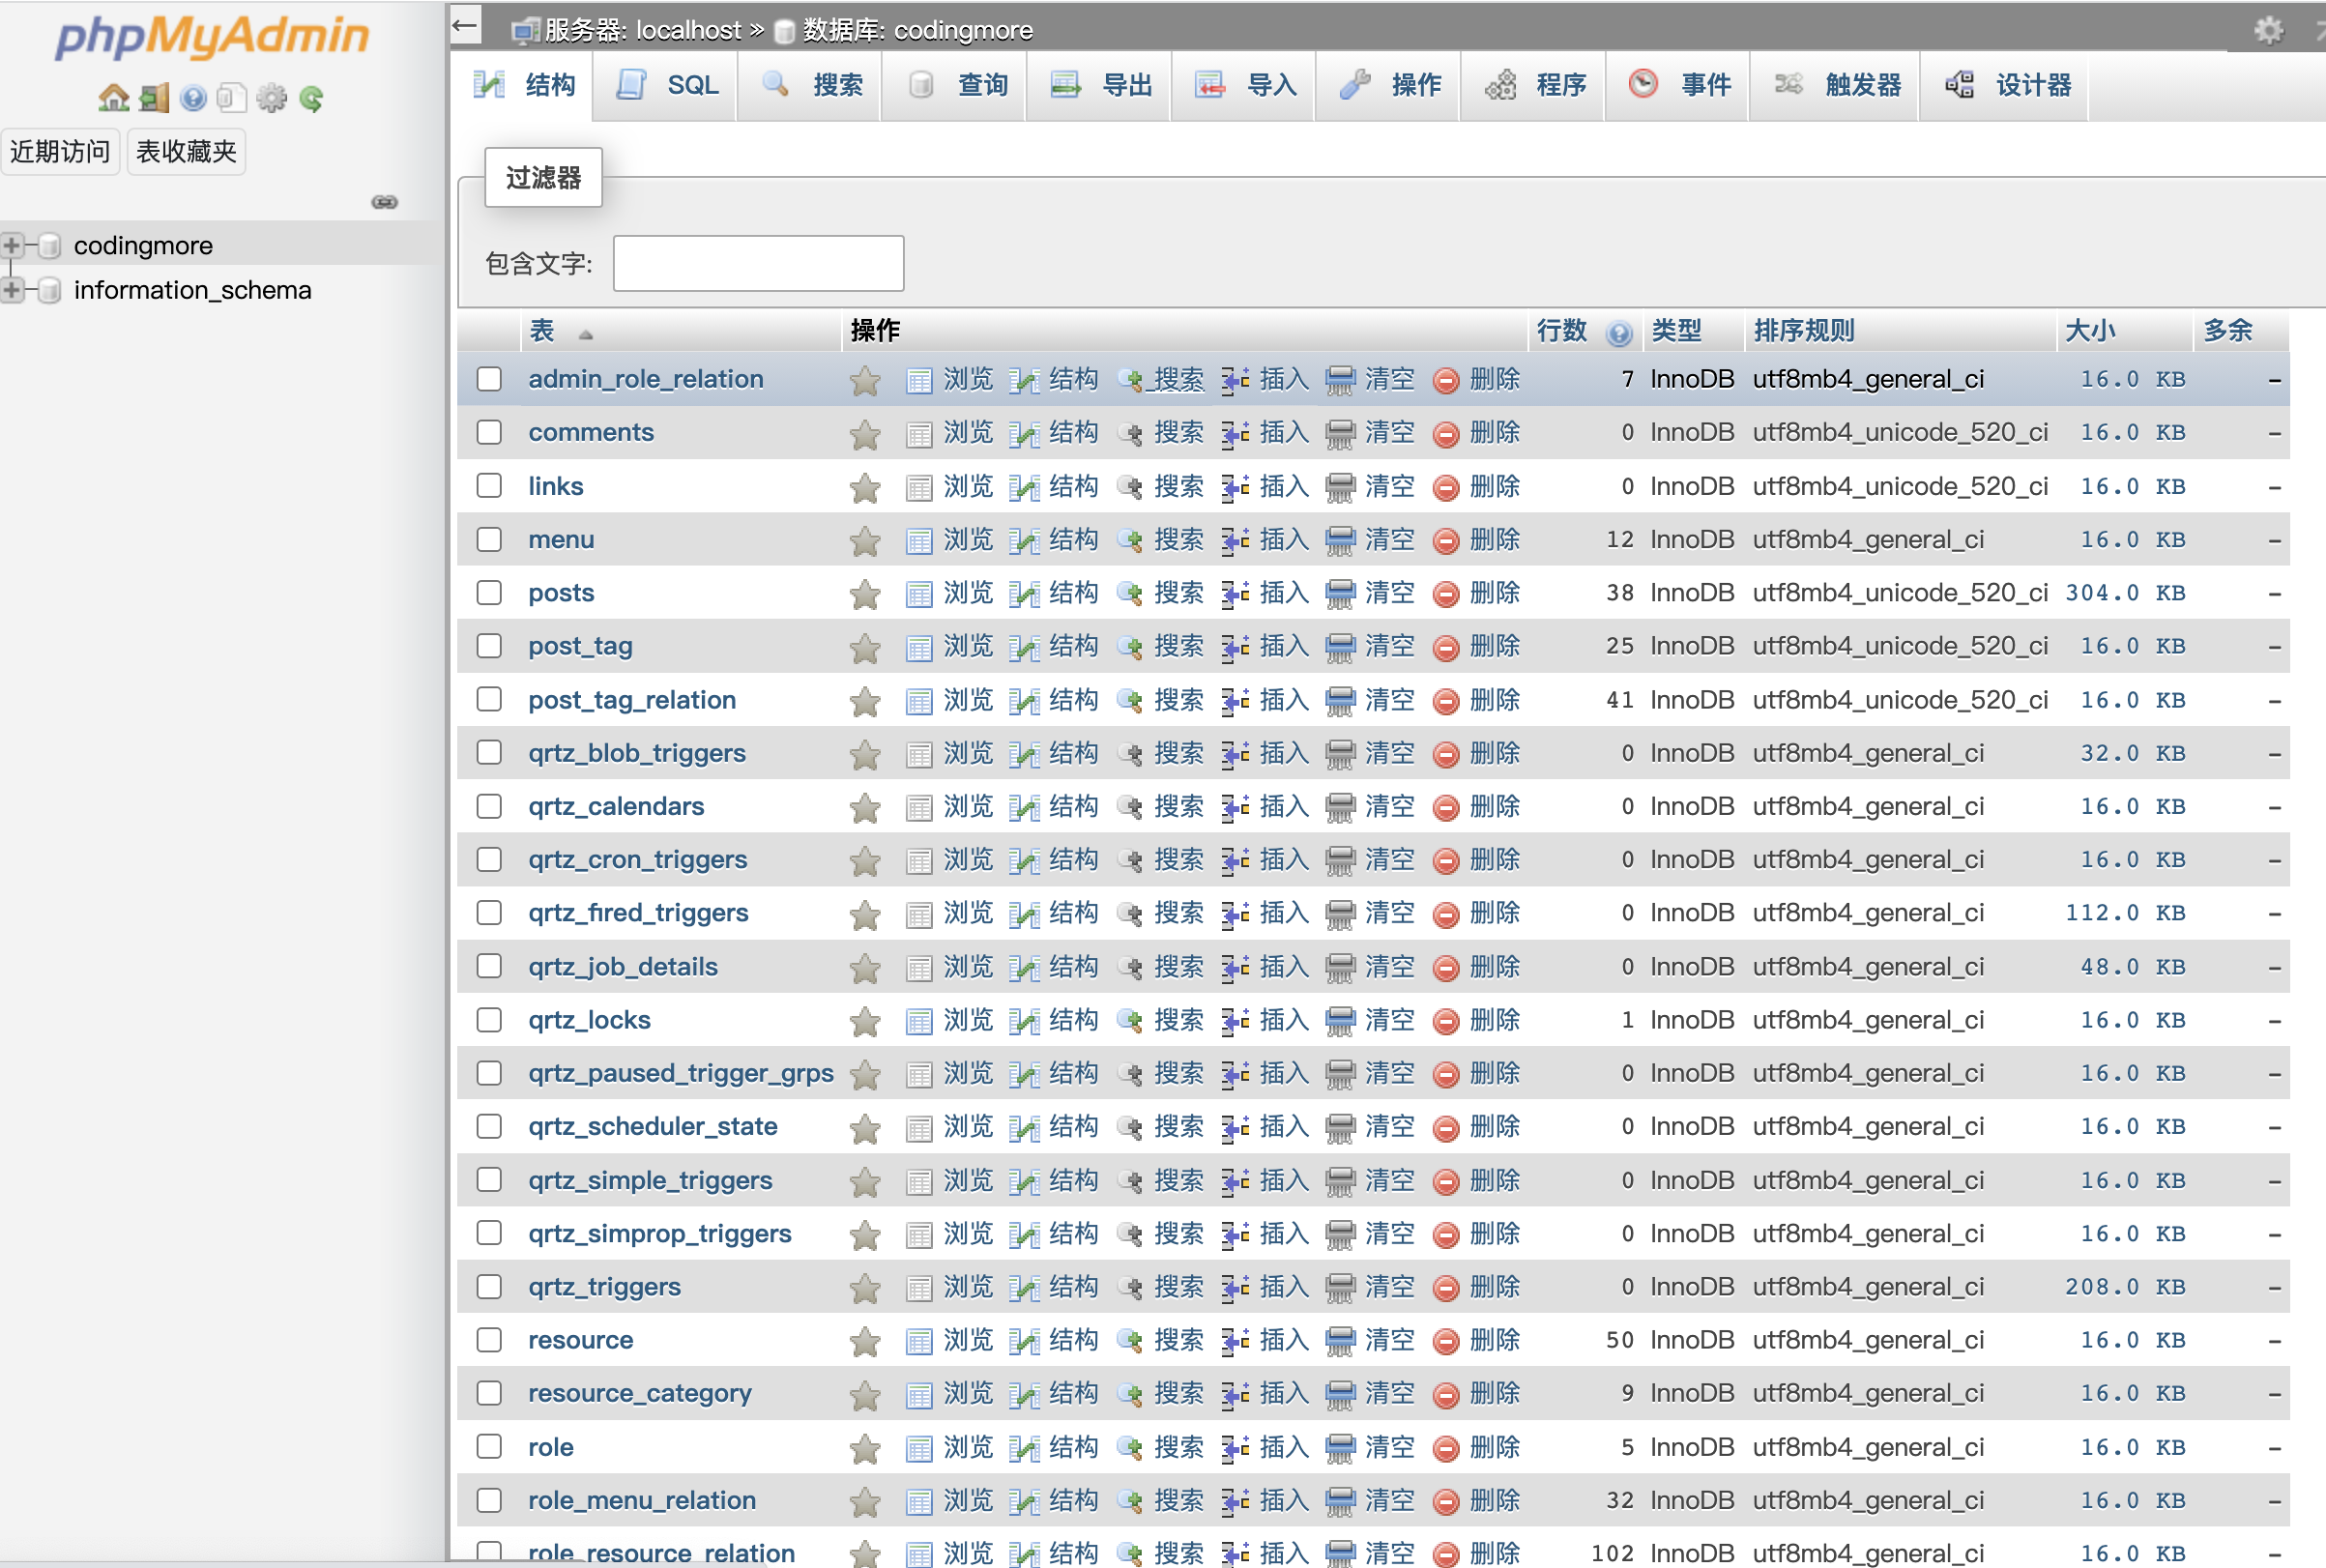 phpMyAdmin
近期访问 表收藏夹
codingmore
information_schema
服务器: localhost » 数据库: codingmore
结构 SQL 搜索 查询 导出 导入 操作 程序 事件 触发器 设计器
过滤器
包含文字:
表 操作 行数 类型 排序规则 大小 多余
admin_role_relation 浏览 结构 搜索 插入 清空 删除 7 InnoDB utf8mb4_general_ci 16.0 KB –
comments 浏览 结构 搜索 插入 清空 删除 0 InnoDB utf8mb4_unicode_520_ci 16.0 KB –
links 浏览 结构 搜索 插入 清空 删除 0 InnoDB utf8mb4_unicode_520_ci 16.0 KB –
menu 浏览 结构 搜索 插入 清空 删除 12 InnoDB utf8mb4_general_ci 16.0 KB –
posts 浏览 结构 搜索 插入 清空 删除 38 InnoDB utf8mb4_unicode_520_ci 304.0 KB –
post_tag 浏览 结构 搜索 插入 清空 删除 25 InnoDB utf8mb4_unicode_520_ci 16.0 KB –
post_tag_relation 浏览 结构 搜索 插入 清空 删除 41 InnoDB utf8mb4_unicode_520_ci 16.0 KB –
qrtz_blob_triggers 浏览 结构 搜索 插入 清空 删除 0 InnoDB utf8mb4_general_ci 32.0 KB –
qrtz_calendars 浏览 结构 搜索 插入 清空 删除 0 InnoDB utf8mb4_general_ci 16.0 KB –
qrtz_cron_triggers 浏览 结构 搜索 插入 清空 删除 0 InnoDB utf8mb4_general_ci 16.0 KB –
qrtz_fired_triggers 浏览 结构 搜索 插入 清空 删除 0 InnoDB utf8mb4_general_ci 112.0 KB –
qrtz_job_details 浏览 结构 搜索 插入 清空 删除 0 InnoDB utf8mb4_general_ci 48.0 KB –
qrtz_locks 浏览 结构 搜索 插入 清空 删除 1 InnoDB utf8mb4_general_ci 16.0 KB –
qrtz_paused_trigger_grps 浏览 结构 搜索 插入 清空 删除 0 InnoDB utf8mb4_general_ci 16.0 KB –
qrtz_scheduler_state 浏览 结构 搜索 插入 清空 删除 0 InnoDB utf8mb4_general_ci 16.0 KB –
qrtz_simple_triggers 浏览 结构 搜索 插入 清空 删除 0 InnoDB utf8mb4_general_ci 16.0 KB –
qrtz_simprop_triggers 浏览 结构 搜索 插入 清空 删除 0 InnoDB utf8mb4_general_ci 16.0 KB –
qrtz_triggers 浏览 结构 搜索 插入 清空 删除 0 InnoDB utf8mb4_general_ci 208.0 KB –
resource 浏览 结构 搜索 插入 清空 删除 50 InnoDB utf8mb4_general_ci 16.0 KB –
resource_category 浏览 结构 搜索 插入 清空 删除 9 InnoDB utf8mb4_general_ci 16.0 KB –
role 浏览 结构 搜索 插入 清空 删除 5 InnoDB utf8mb4_general_ci 16.0 KB –
role_menu_relation 浏览 结构 搜索 插入 清空 删除 32 InnoDB utf8mb4_general_ci 16.0 KB –
role_resource_relation 浏览 结构 搜索 插入 清空 删除 102 InnoDB utf8mb4_general_ci 16.0 KB –